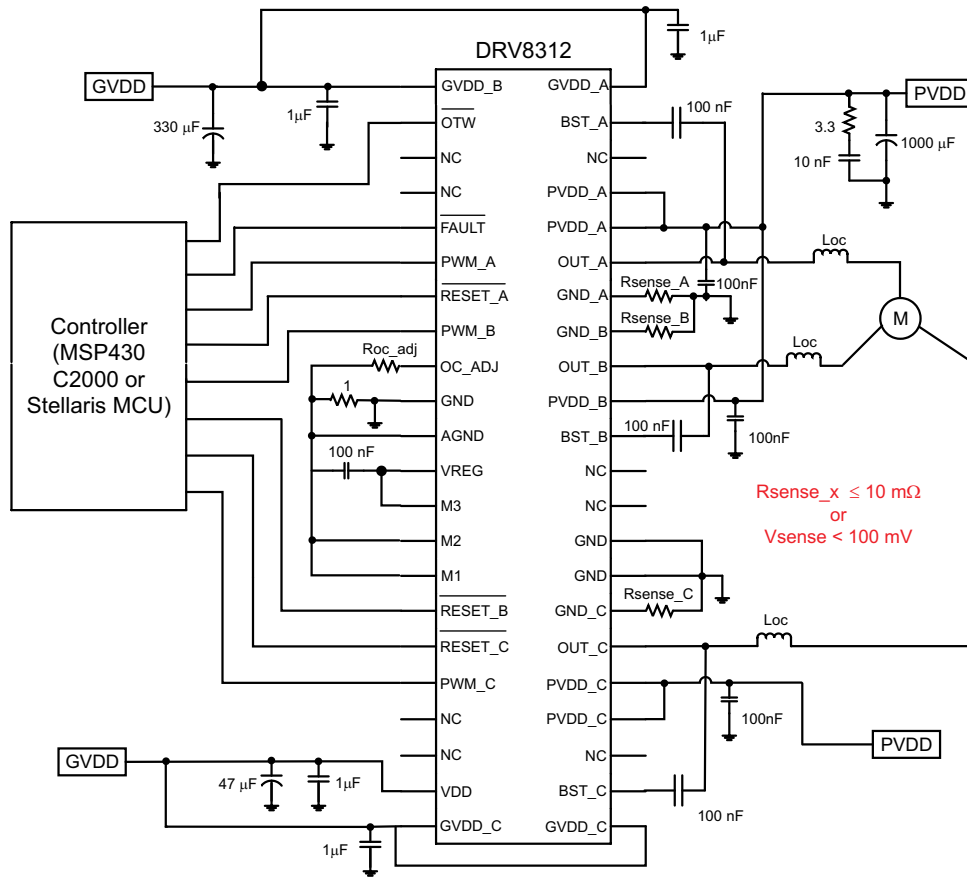 DRV8312
1μF
GVDD
330 μF
1μF
GVDD_B
OTW
NC
NC
FAULT
PWM_A
RESET_A
PWM_B
OC_ADJ
GND
AGND
VREG
M3
M2
M1
RESET_B
RESET_C
PWM_C
NC
NC
VDD
GVDD_C
GVDD_A
BST_A
NC
PVDD_A
PVDD_A
OUT_A
GND_A
GND_B
OUT_B
PVDD_B
BST_B
NC
NC
GND
GND
GND_C
OUT_C
PVDD_C
PVDD_C
NC
BST_C
GVDD_C
Controller
(MSP430
C2000 or
Stellaris MCU)
Roc_adj
1
100 nF
GVDD
47 μF
1μF
1μF
100 nF
PVDD
3.3
10 nF
1000 μF
Loc
100nF
Rsense_A
Rsense_B
M
Loc
100 nF
100nF
Rsense_x ≤ 10 mΩ
or
Vsense < 100 mV
Rsense_C
Loc
100nF
PVDD
100 nF